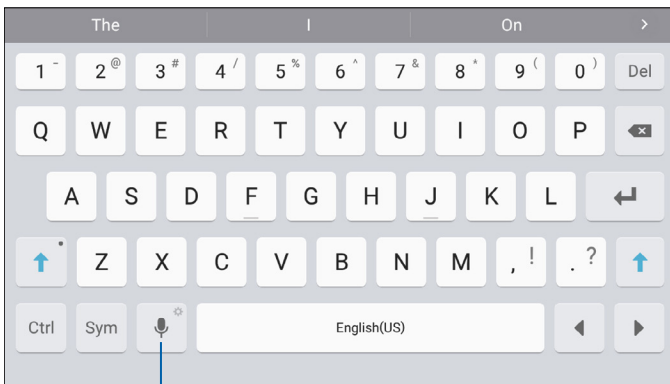 The I On >
1 - 2 @ 3 # 4 / 5 % 6 ^ 7 & 8 * 9 ( 0 ) Del
Q W E R T Y U I O P
A S D F G H J K L
Z X C V B N M , ! . ?
Ctrl Sym English(US)